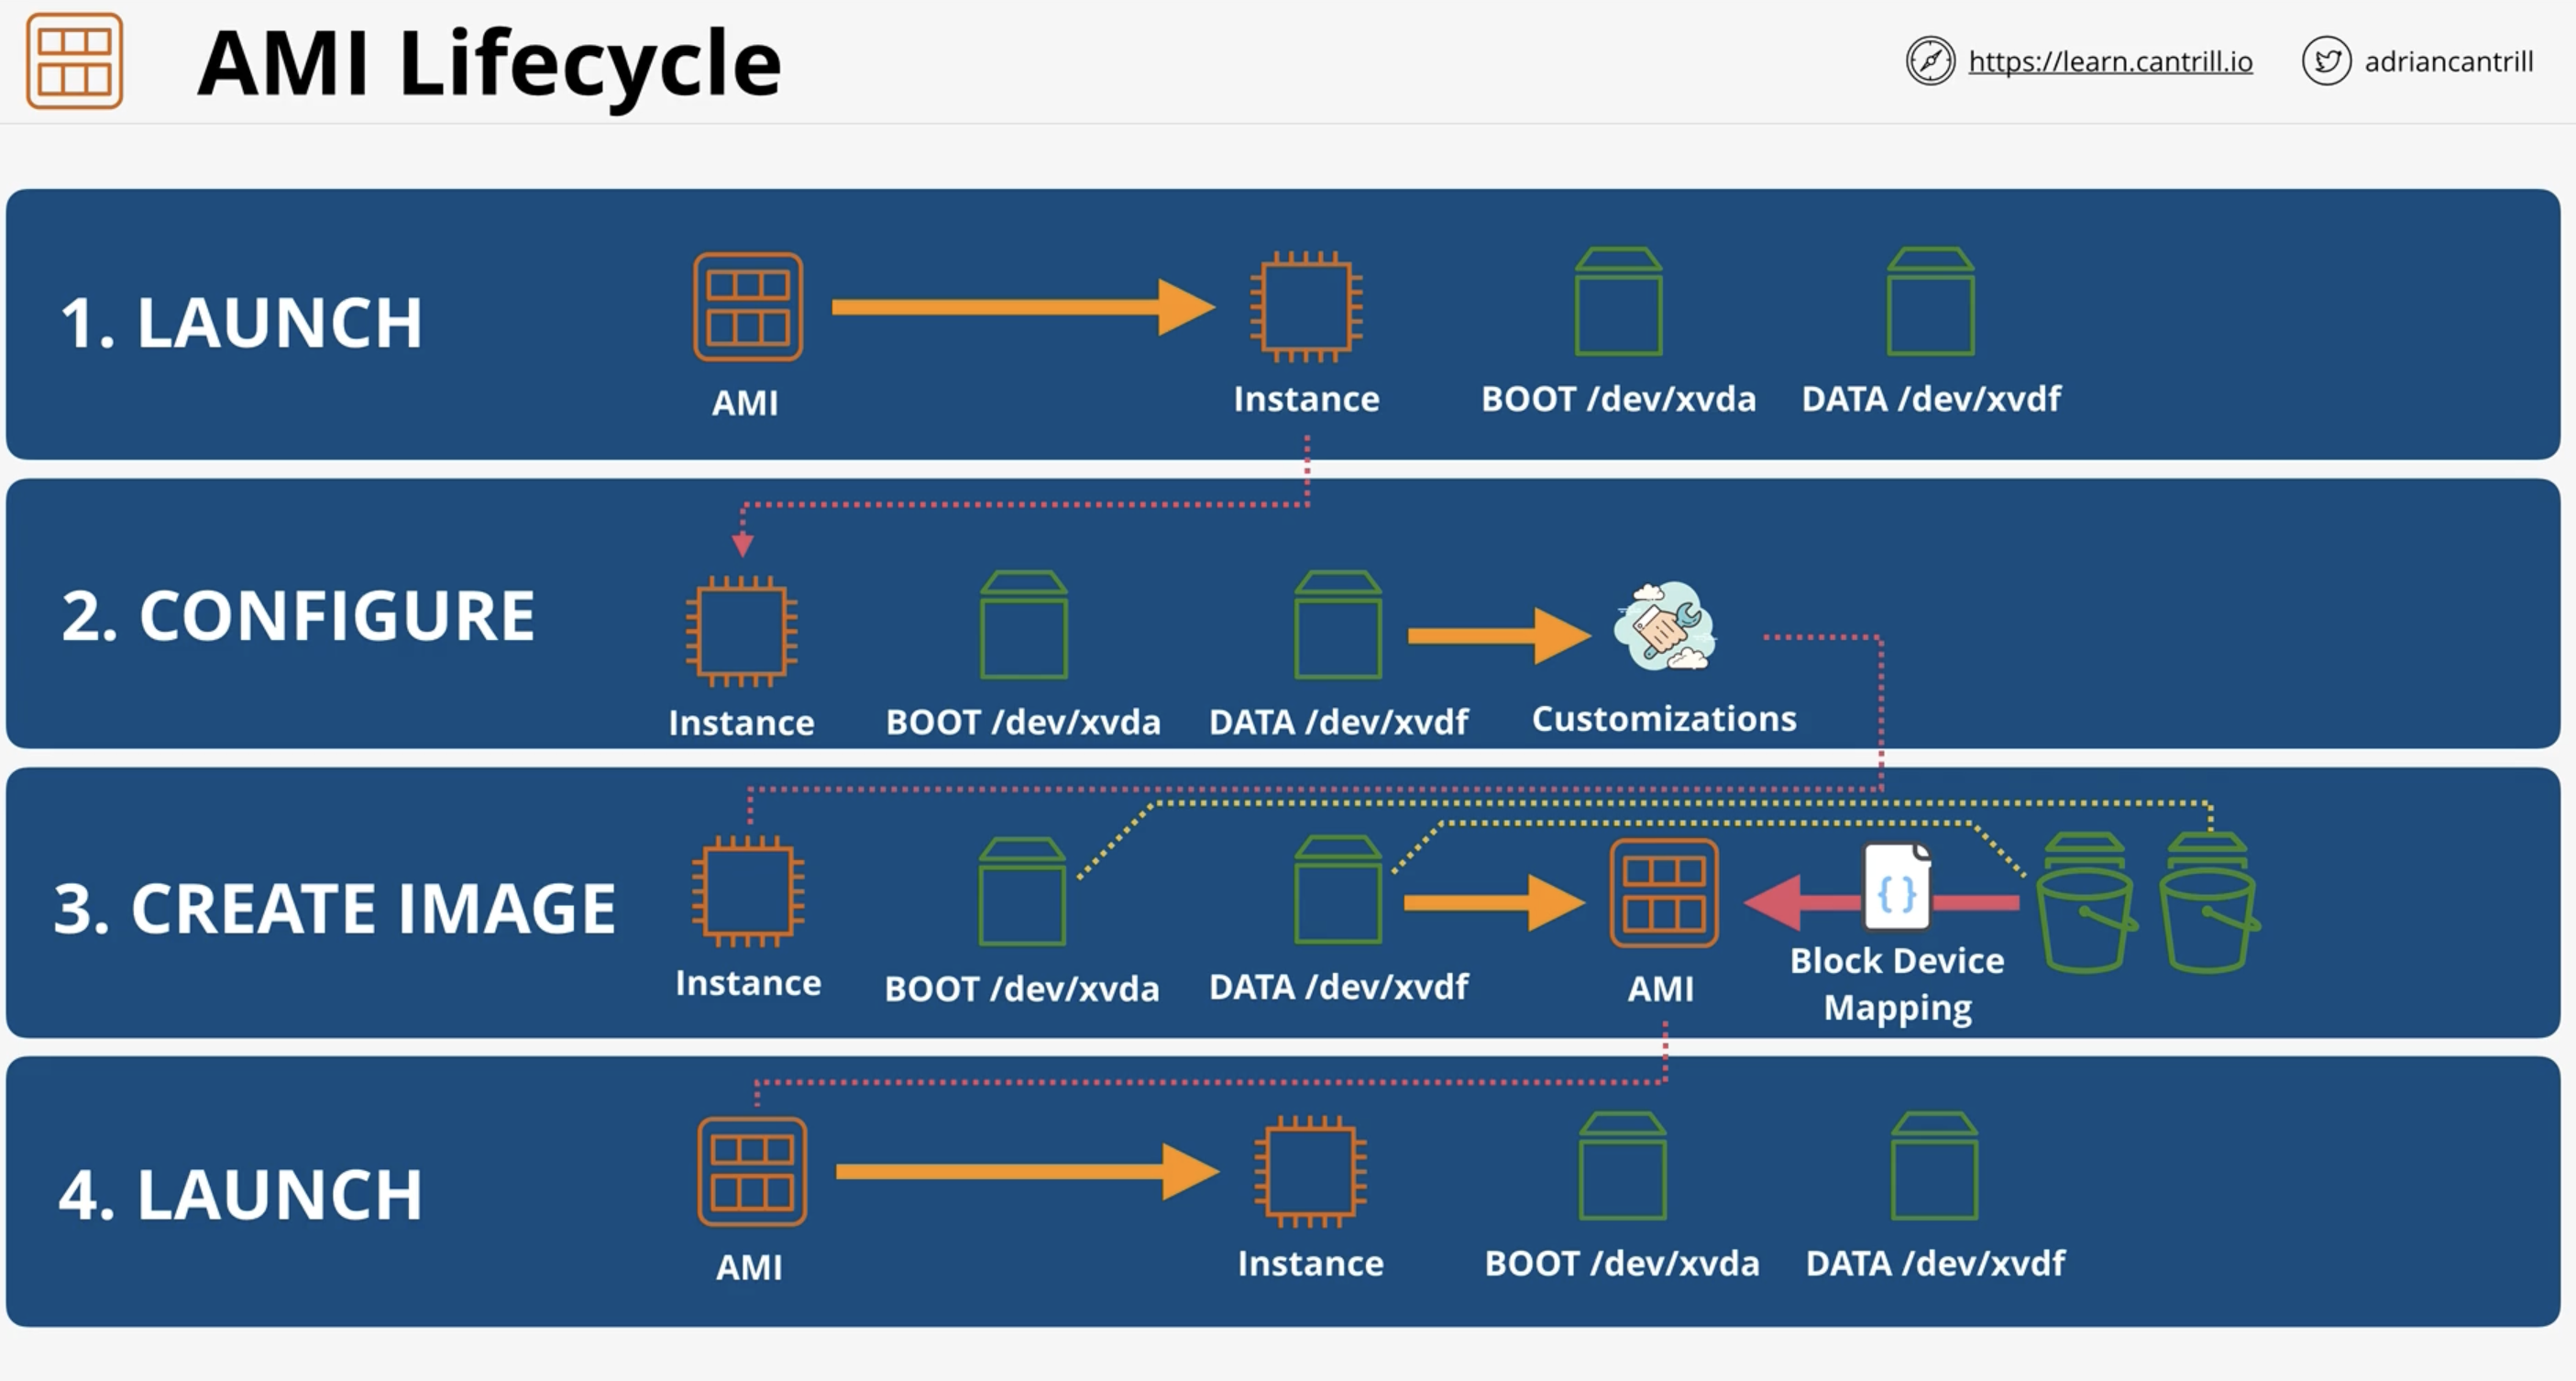 AMI Lifecycle
https://learn.cantrill.io
adriancantrill
1. LAUNCH
AMI
Instance
BOOT /dev/xvda
DATA /dev/xvdf
2. CONFIGURE
Instance
BOOT /dev/xvda
DATA /dev/xvdf
Customizations
3. CREATE IMAGE
Instance
BOOT /dev/xvda
DATA /dev/xvdf
AMI
{}
Block Device
Mapping
4. LAUNCH
AMI
Instance
BOOT /dev/xvda
DATA /dev/xvdf